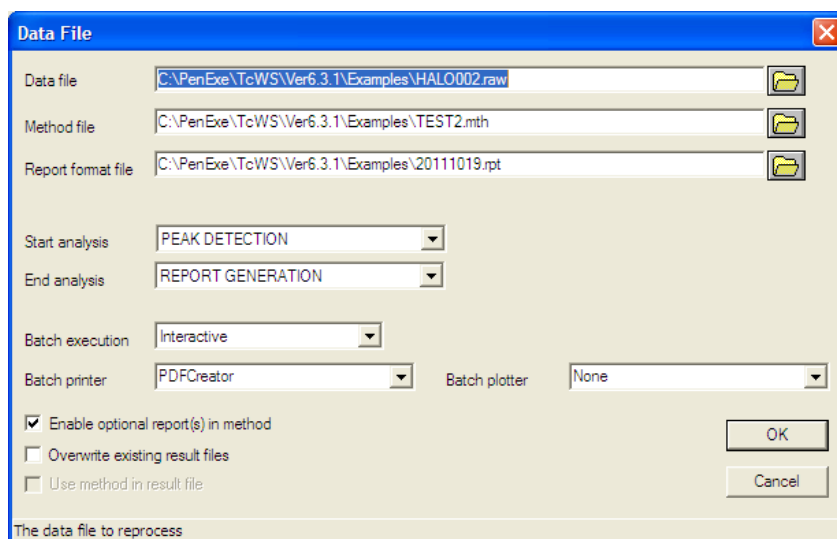 Data File
Data file C:\PenExe\TcWS\Ver6.3.1\Examples\HALO002.raw
Method file C:\PenExe\TcWS\Ver6.3.1\Examples\TEST2.mth
Report format file C:\PenExe\TcWS\Ver6.3.1\Examples\20111019.rpt
Start analysis PEAK DETECTION
End analysis REPORT GENERATION
Batch execution Interactive
Batch printer PDFCreator Batch plotter None
Enable optional report(s) in method
OK
Overwrite existing result files
Use method in result file
Cancel
The data file to reprocess